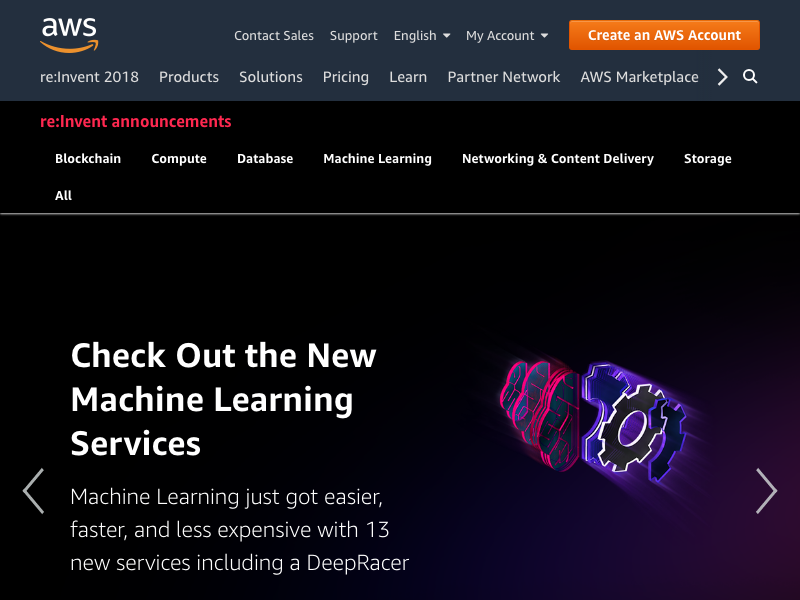 aws
Contact Sales Support English My Account Create an AWS Account
re:Invent 2018 Products Solutions Pricing Learn Partner Network AWS Marketplace
re:Invent announcements
Blockchain Compute Database Machine Learning Networking & Content Delivery Storage
All
Check Out the New
Machine Learning
Services
Machine Learning just got easier,
faster, and less expensive with 13
new services including a DeepRacer